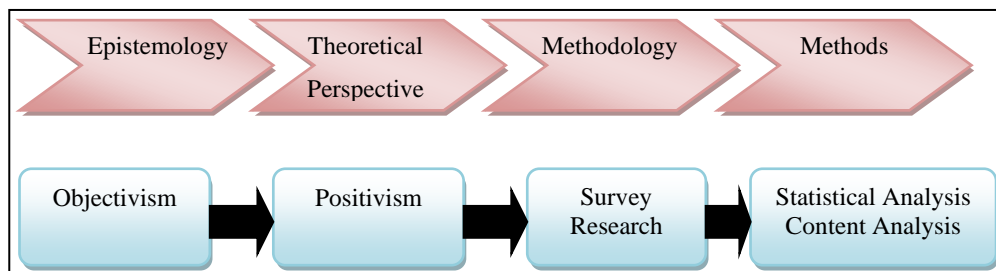 Epistemology
Theoretical
Perspective
Methodology
Methods
Objectivism
Positivism
Survey
Research
Statistical Analysis
Content Analysis